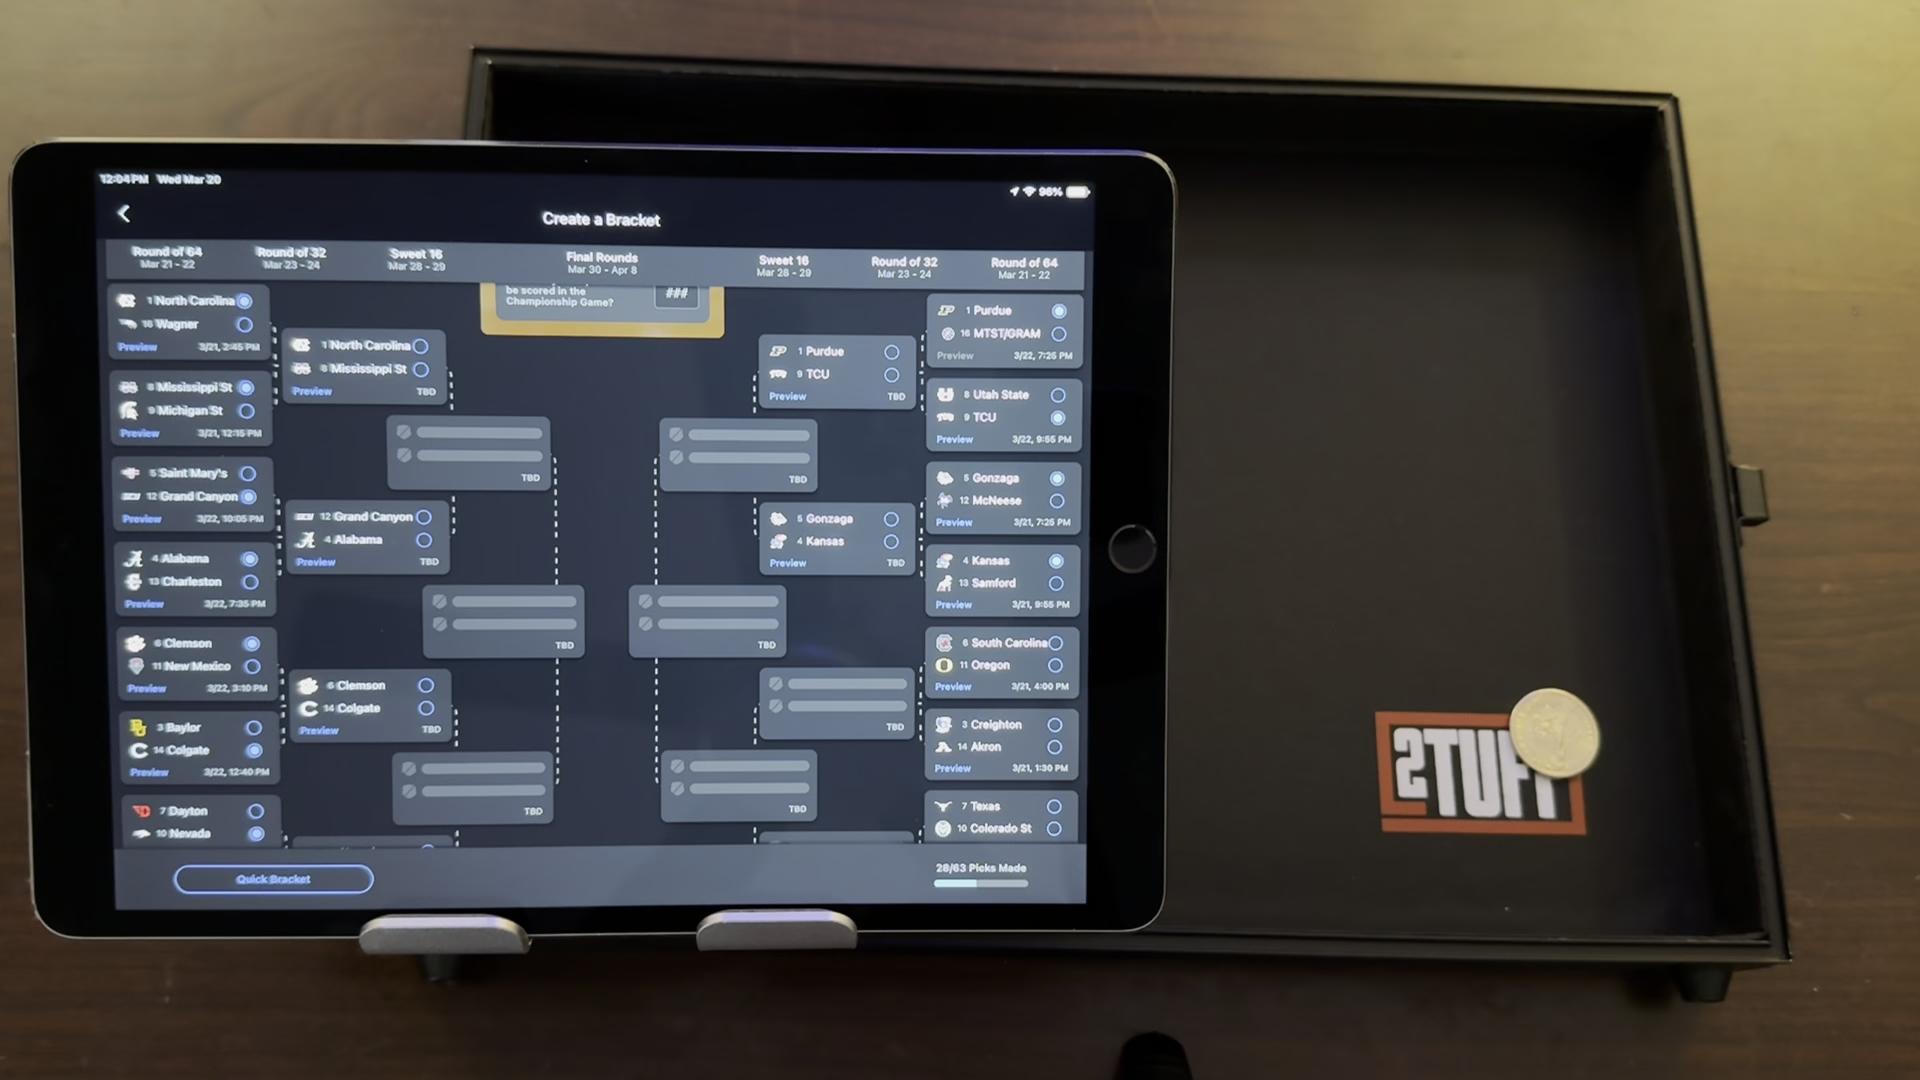 12:04 PM Wed Mar 20
96%
Create a Bracket
Round of 64
Mar 21 - 22
Round of 32
Mar 23 - 24
Sweet 16
Mar 28 - 29
Final Rounds
Mar 30 - Apr 8
Sweet 16
Mar 28 - 29
Round of 32
Mar 23 - 24
Round of 64
Mar 21 - 22
be scored in the
Championship Game?
###
1 North Carolina
16 Wagner
Preview 3/21, 2:45 PM
8 Mississippi St
9 Michigan St
Preview 3/21, 12:15 PM
5 Saint Mary's
12 Grand Canyon
Preview 3/22, 10:05 PM
4 Alabama
13 Charleston
Preview 3/22, 7:35 PM
6 Clemson
11 New Mexico
Preview 3/22, 3:10 PM
3 Baylor
14 Colgate
Preview 3/22, 12:40 PM
7 Dayton
10 Nevada
1 North Carolina
8 Mississippi St
Preview TBD
12 Grand Canyon
4 Alabama
Preview TBD
6 Clemson
14 Colgate
Preview TBD
TBD
TBD
TBD
TBD
TBD
TBD
1 Purdue
9 TCU
Preview TBD
5 Gonzaga
4 Kansas
Preview TBD
TBD
1 Purdue
16 MTST/GRAM
Preview 3/22, 7:25 PM
8 Utah State
9 TCU
Preview 3/22, 9:55 PM
5 Gonzaga
12 McNeese
Preview 3/21, 7:25 PM
4 Kansas
13 Samford
Preview 3/21, 9:55 PM
6 South Carolina
11 Oregon
Preview 3/21, 4:00 PM
3 Creighton
14 Akron
Preview 3/21, 1:30 PM
7 Texas
10 Colorado St
Quick Bracket
28/63 Picks Made
2TUFF